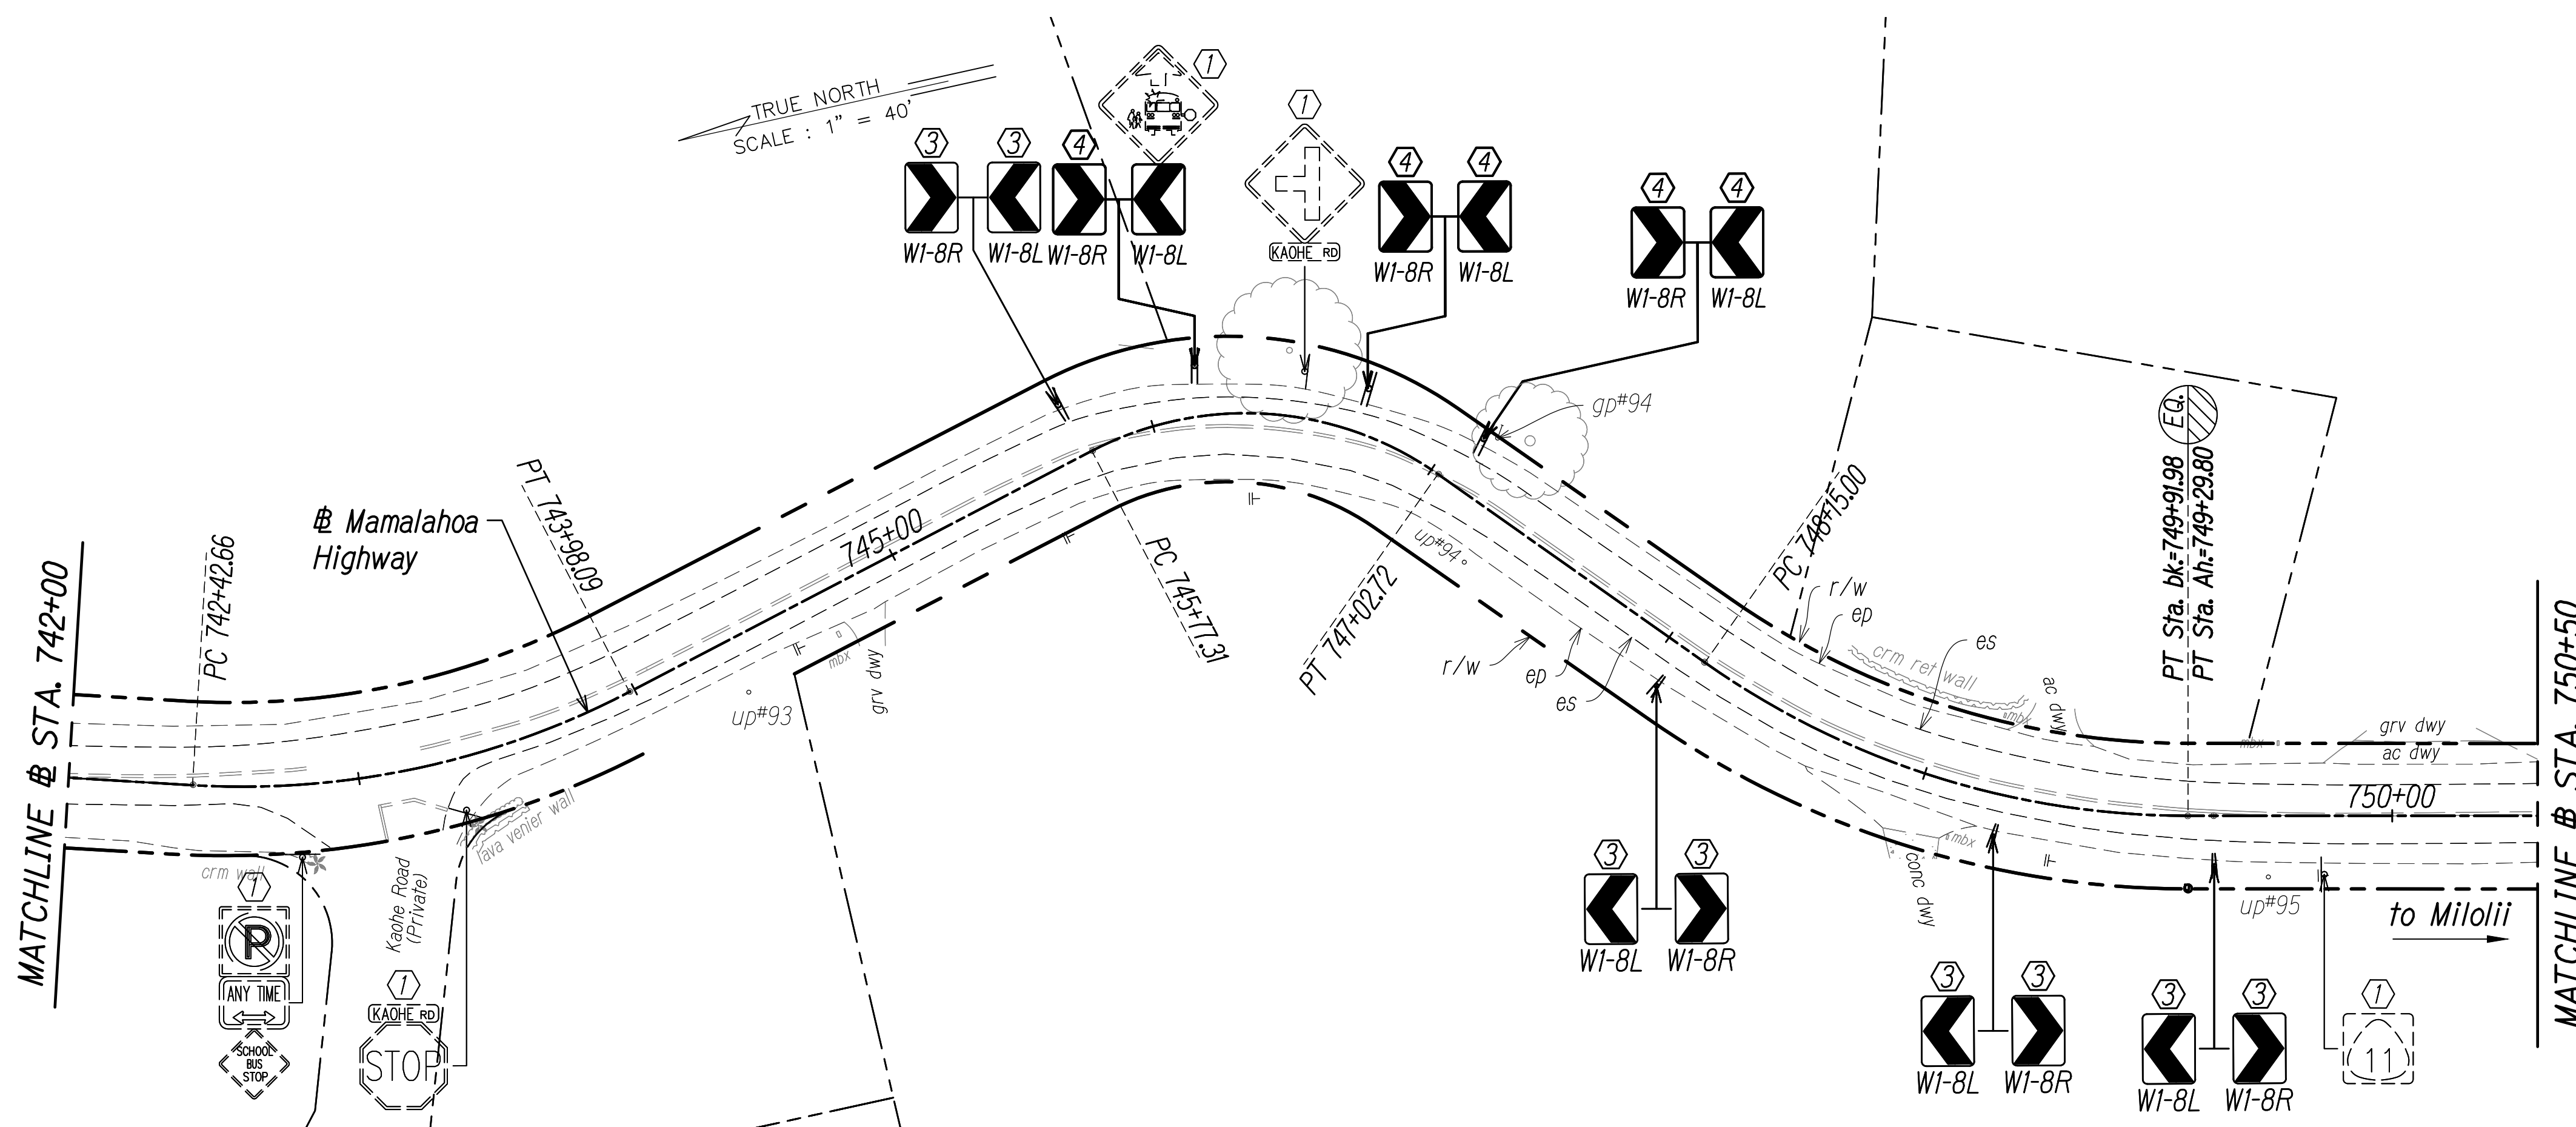 TRUE NORTH
SCALE : 1" = 40'
1
1
3
3
4
4
4
4
4
4
W1-8R
W1-8L
W1-8R
W1-8L
KAOHE RD
W1-8R
W1-8L
W1-8R
W1-8L
gp#94
MATCHLINE ℄ STA. 742+00
PC 742+42.66
℄ Mamalahoa
Highway
PT 743+98.09
745+00
PC 745+77.31
PT 747+02.72
up#94
PC 748+15.00
r/w
ep
es
r/w
ep
es
crm ret wall
mbx
ac dwy
EQ.
PT Sta. bk.=749+91.98
PT Sta. Ah.=749+29.80
mbx
grv dwy
ac dwy
750+00
MATCHLINE ℄ STA. 750+50
mbx
grv dwy
up#93
lava venier wall
crm wall
Kaohe Road
(Private)
1
P
ANY TIME
SCHOOL
BUS
STOP
1
KAOHE RD
STOP
3
3
W1-8L
W1-8R
mbx
conc dwy
up#95
to Milolii
3
3
W1-8L
W1-8R
3
3
W1-8L
W1-8R
1
11